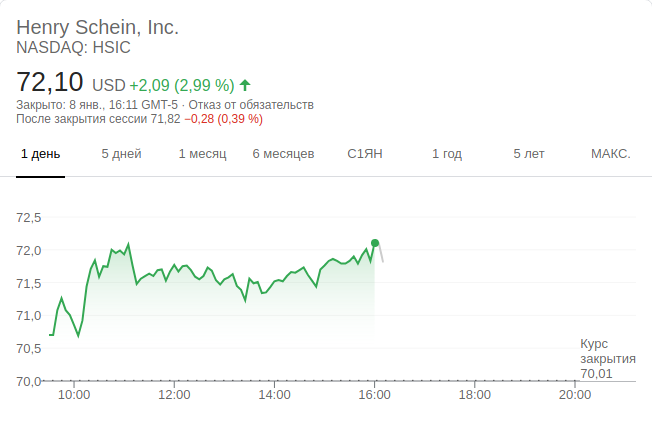 Henry Schein, Inc.
NASDAQ: HSIC
72,10 USD +2,09 (2,99 %)
Закрыто: 8 янв., 16:11 GMT-5 · Отказ от обязательств
После закрытия сессии 71,82 −0,28 (0,39 %)
1 день 5 дней 1 месяц 6 месяцев С1ЯН 1 год 5 лет МАКС.
72,5
72,0
71,5
71,0
70,5
70,0
Курс
закрытия
70,01
10:00 12:00 14:00 16:00 18:00 20:00